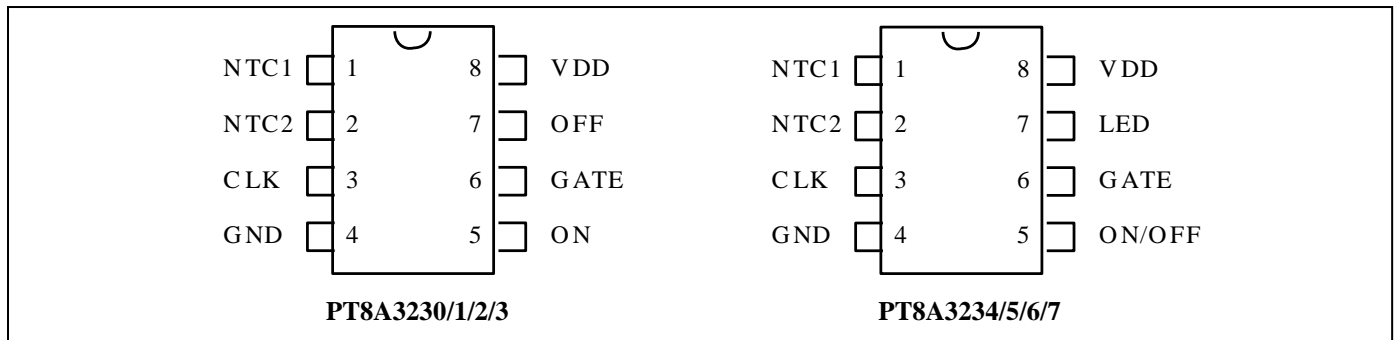 NTC1 1 8 VDD NTC1 1 8 VDD
NTC2 2 7 OFF NTC2 2 7 LED
CLK 3 6 GATE CLK 3 6 GATE
GND 4 5 ON GND 4 5 ON/OFF
PT8A3230/1/2/3 PT8A3234/5/6/7